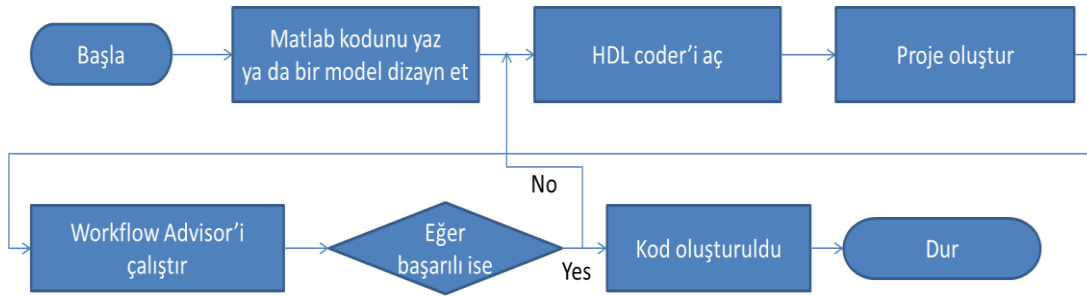 Başla
Matlab kodunu yaz
ya da bir model dizayn et
HDL coder’i aç
Proje oluştur
No
Workflow Advisor’i
çalıştır
Eğer
başarılı ise
Yes
Kod oluşturuldu
Dur